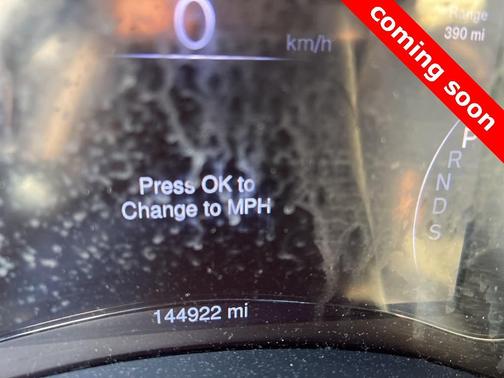 0
km/h
Range
390 mi
coming soon
P
R
N
D
S
Press OK to
Change to MPH
144922 mi